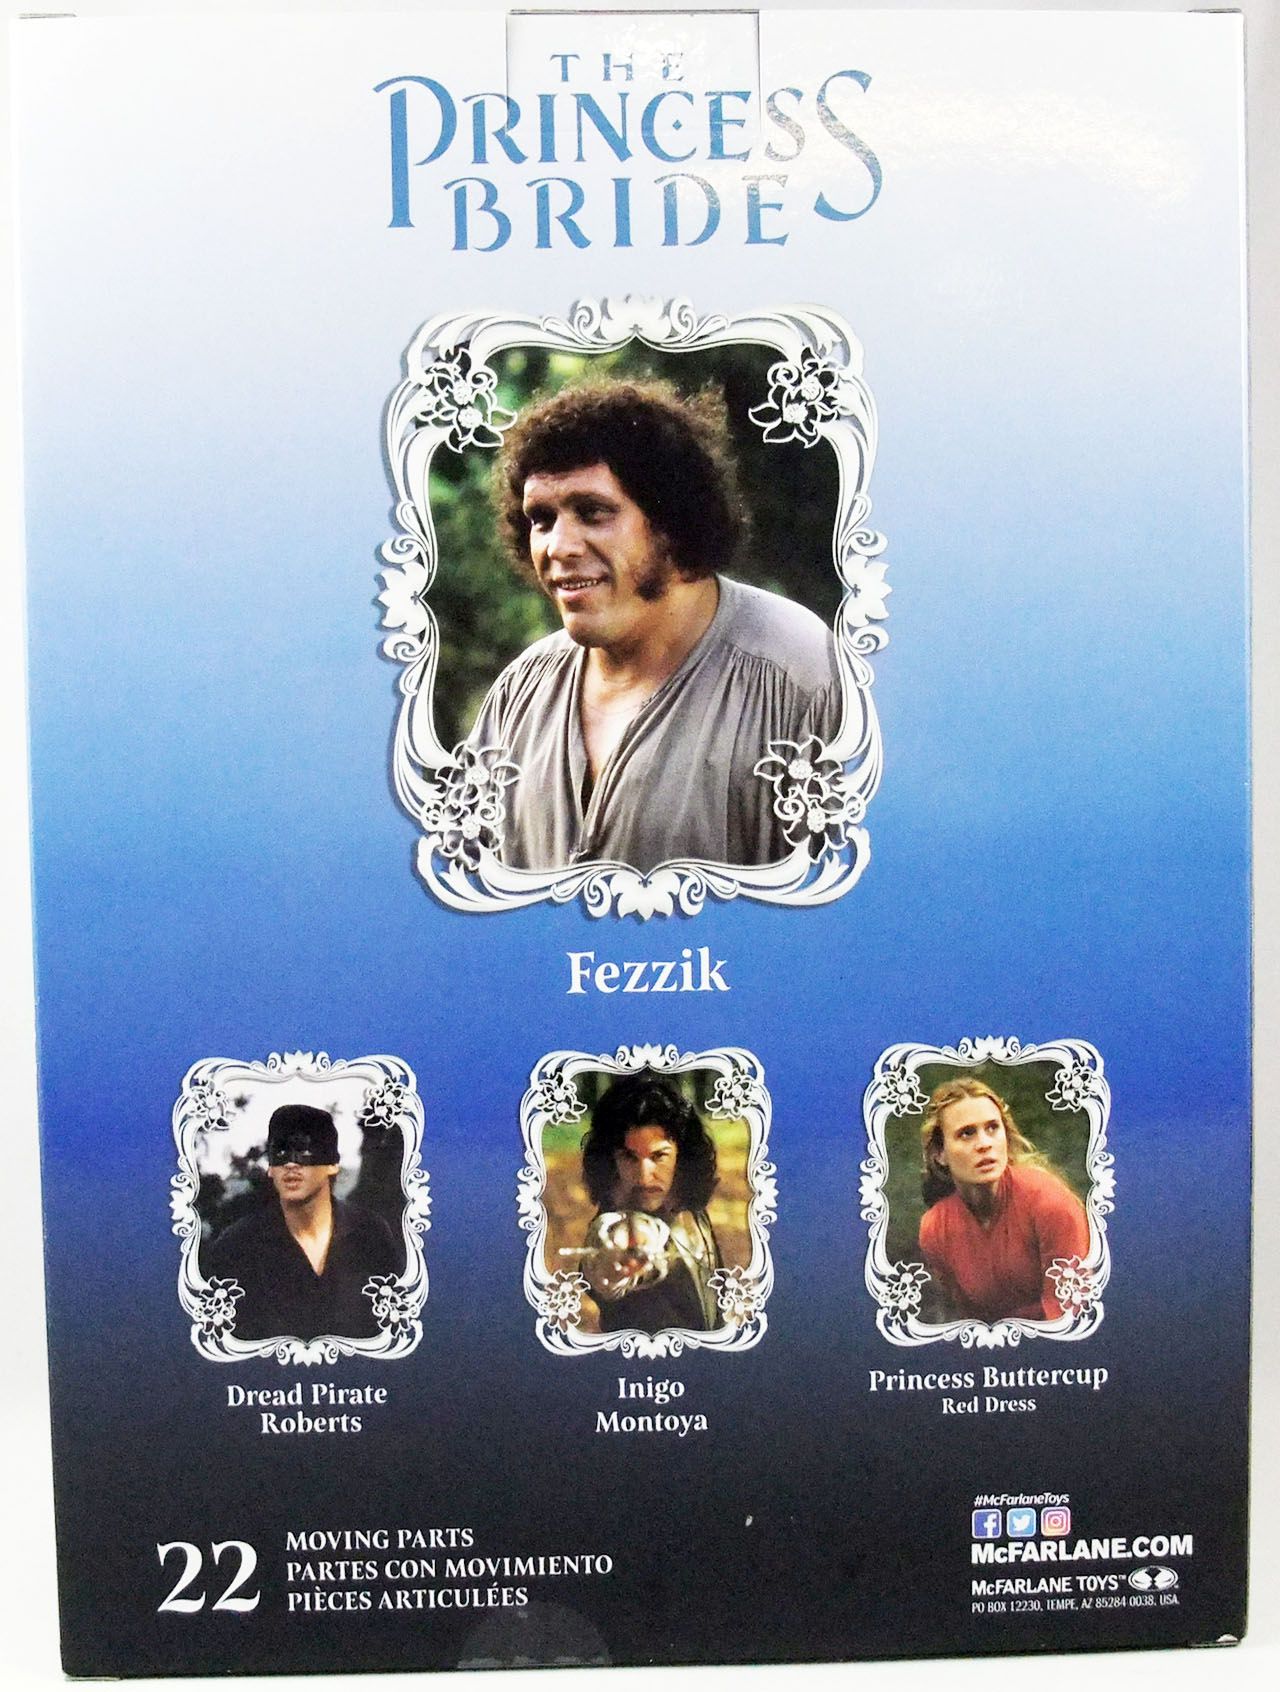 THE
PRINCESS
BRIDE
Fezzik
Dread Pirate
Roberts
Inigo
Montoya
Princess Buttercup
Red Dress
22
MOVING PARTS
PARTES CON MOVIMIENTO
PIÈCES ARTICULÉES
#McFarlaneToys
McFARLANE.COM
McFARLANE TOYS™
PO BOX 12230, TEMPE, AZ 85284 0038. USA